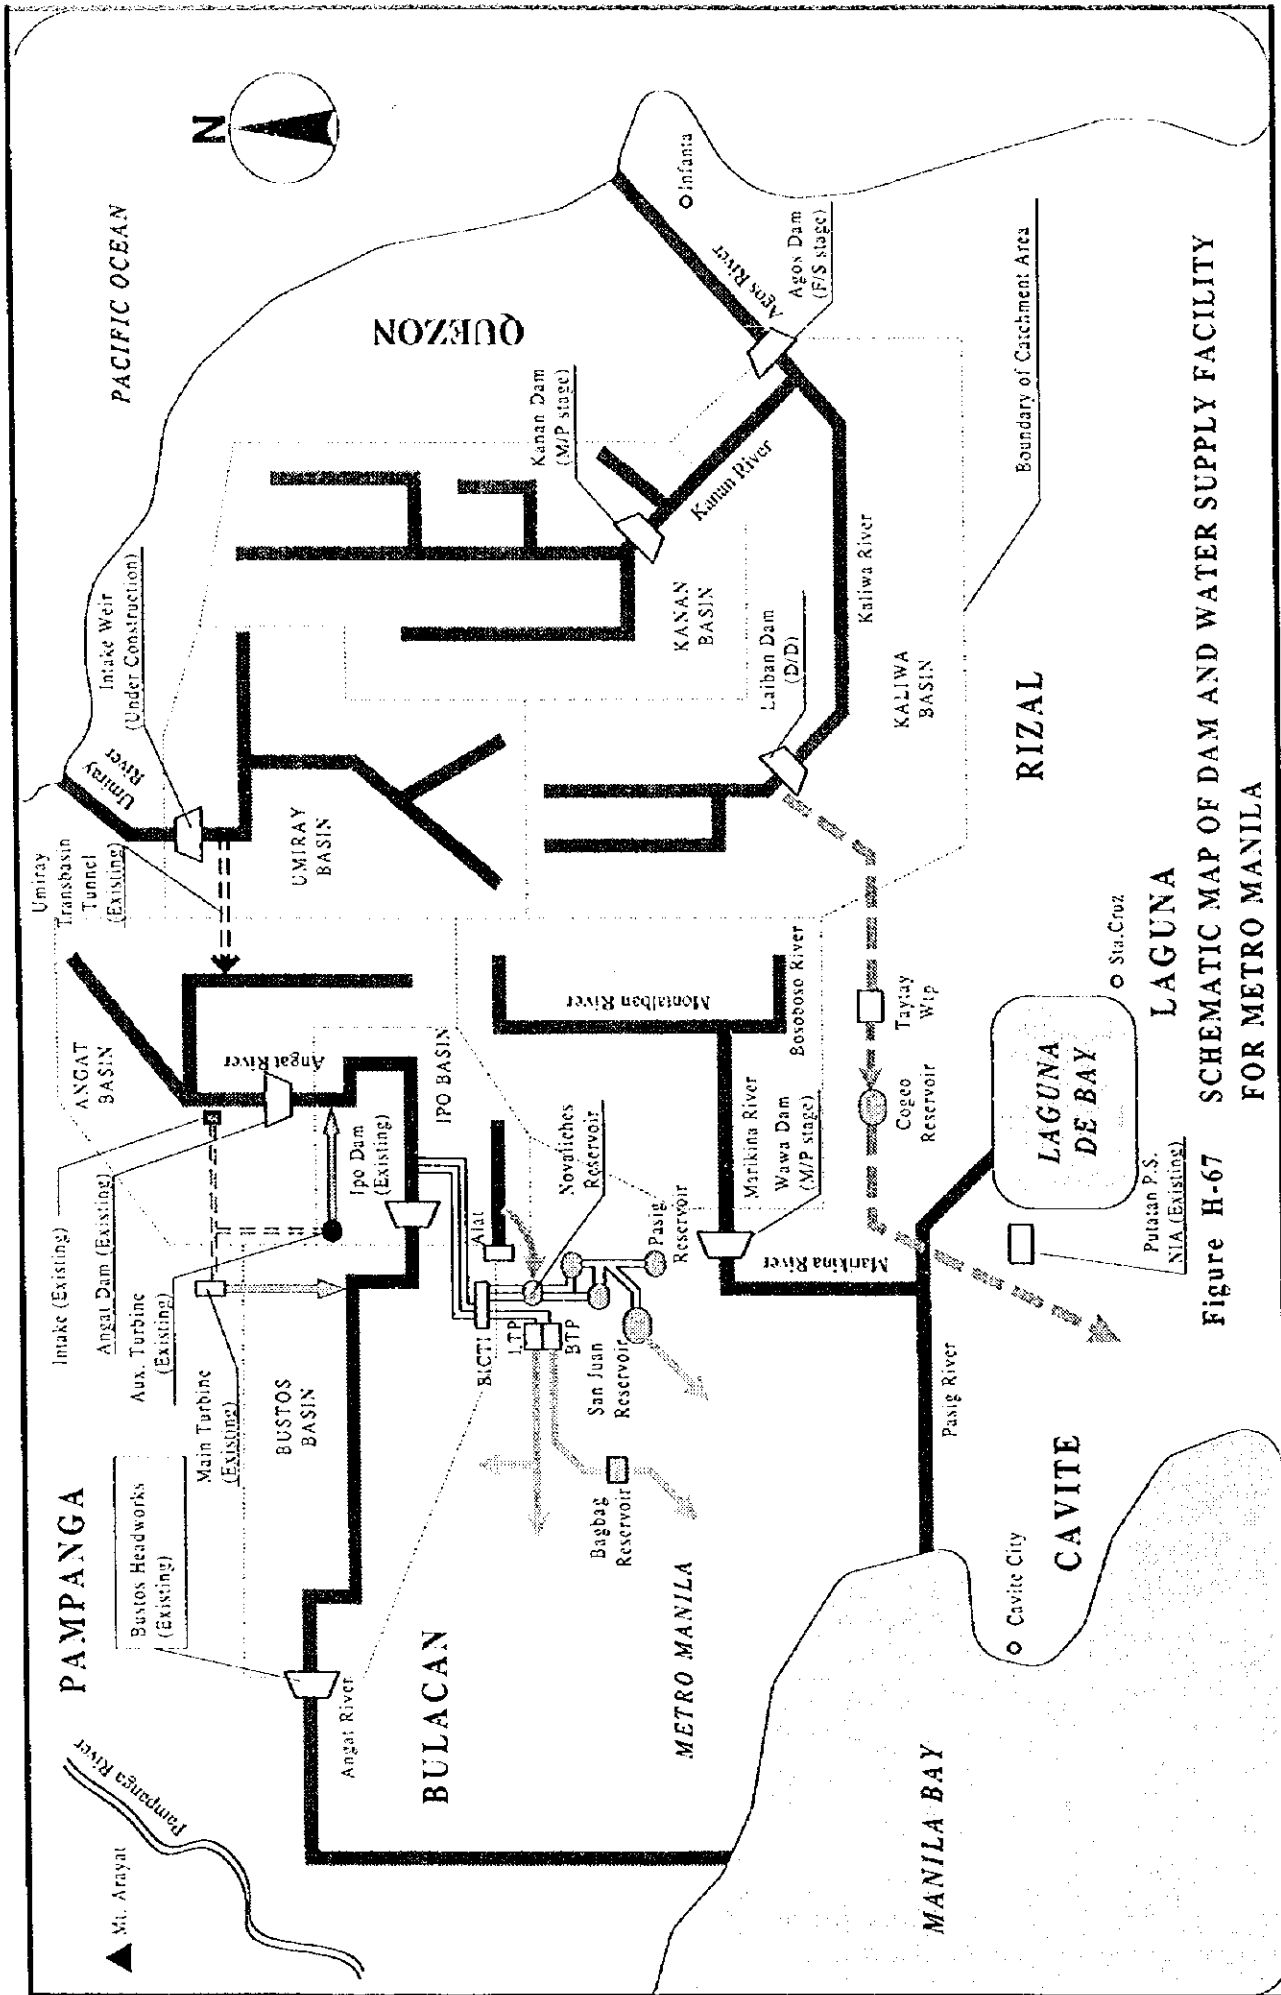 PAMPANGA
Mt. Arayat
Pampanga River
Bustos Headworks
(Existing)
Main Turbine
(Existing)
Aux. Turbine
(Existing)
Angat Dam (Existing)
Intake (Existing)
ANGAT
BASIN
Umiray
Transbasin
Tunnel
(Existing)
Umiray
River
Intake Weir
(Under Construction)
PACIFIC OCEAN
N
BUSTOS
BASIN
Angat River
Angat River
Ipo Dam
(Existing)
IPO BASIN
UMIRAY
BASIN
QUEZON
BULACAN
BICTI
Alat
LTP
BTP
Novaliches
Reservoir
Pasig
Reservoir
San Juan
Reservoir
Bagbag
Reservoir
METRO MANILA
Montalban River
Bosoboso River
Marikina River
Wawa Dam
(M/P stage)
Marikina River
KANAN
BASIN
Kanan Dam
(M/P stage)
Kanan River
Laiban Dam
(D/D)
Agos River
Agos Dam
(F/S stage)
Infanta
Kaliwa River
KALIWA
BASIN
Boundary of Catchment Area
Taytay
Wtp
Cogeo
Reservoir
Pasig River
MANILA BAY
Cavite City
CAVITE
LAGUNA
DE BAY
Putatan P.S.
NIA (Existing)
Sta.Cruz
LAGUNA
RIZAL
Figure H-67 SCHEMATIC MAP OF DAM AND WATER SUPPLY FACILITY
FOR METRO MANILA